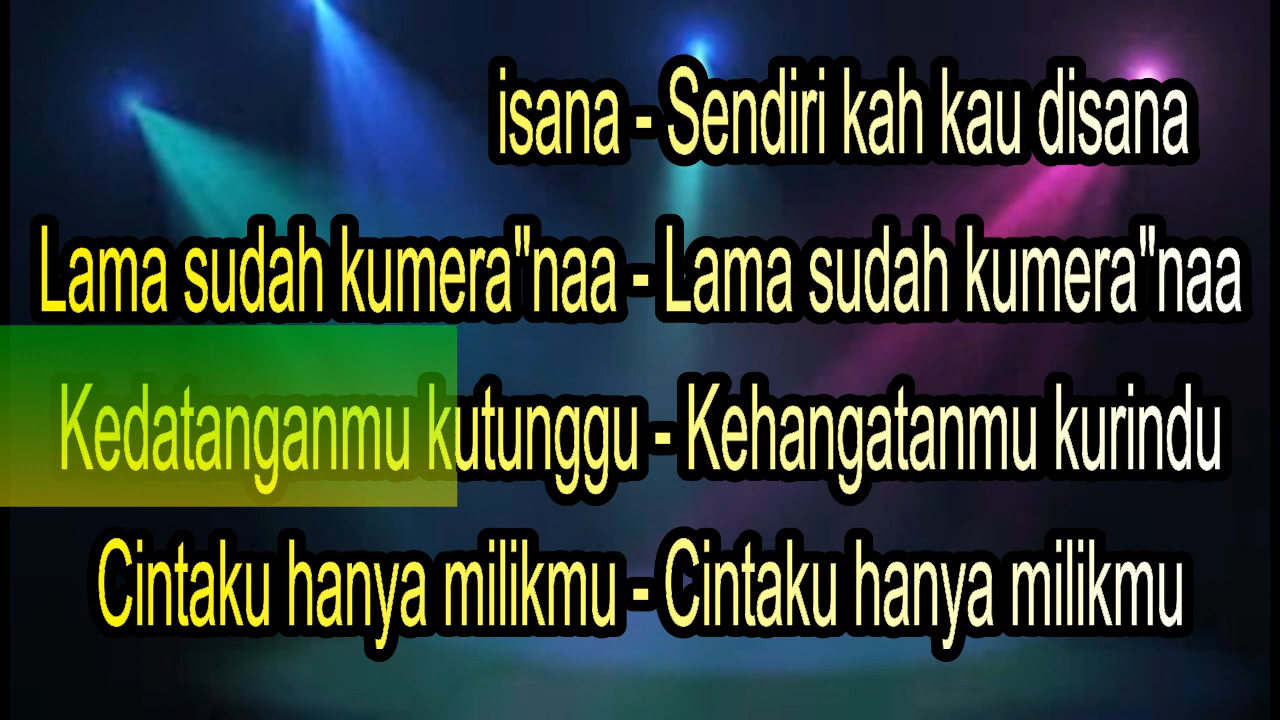 isana - Sendiri kah kau disana
Lama sudah kumera"naa - Lama sudah kumera"naa
Kedatanganmu kutunggu - Kehangatanmu kurindu
Cintaku hanya milikmu - Cintaku hanya milikmu